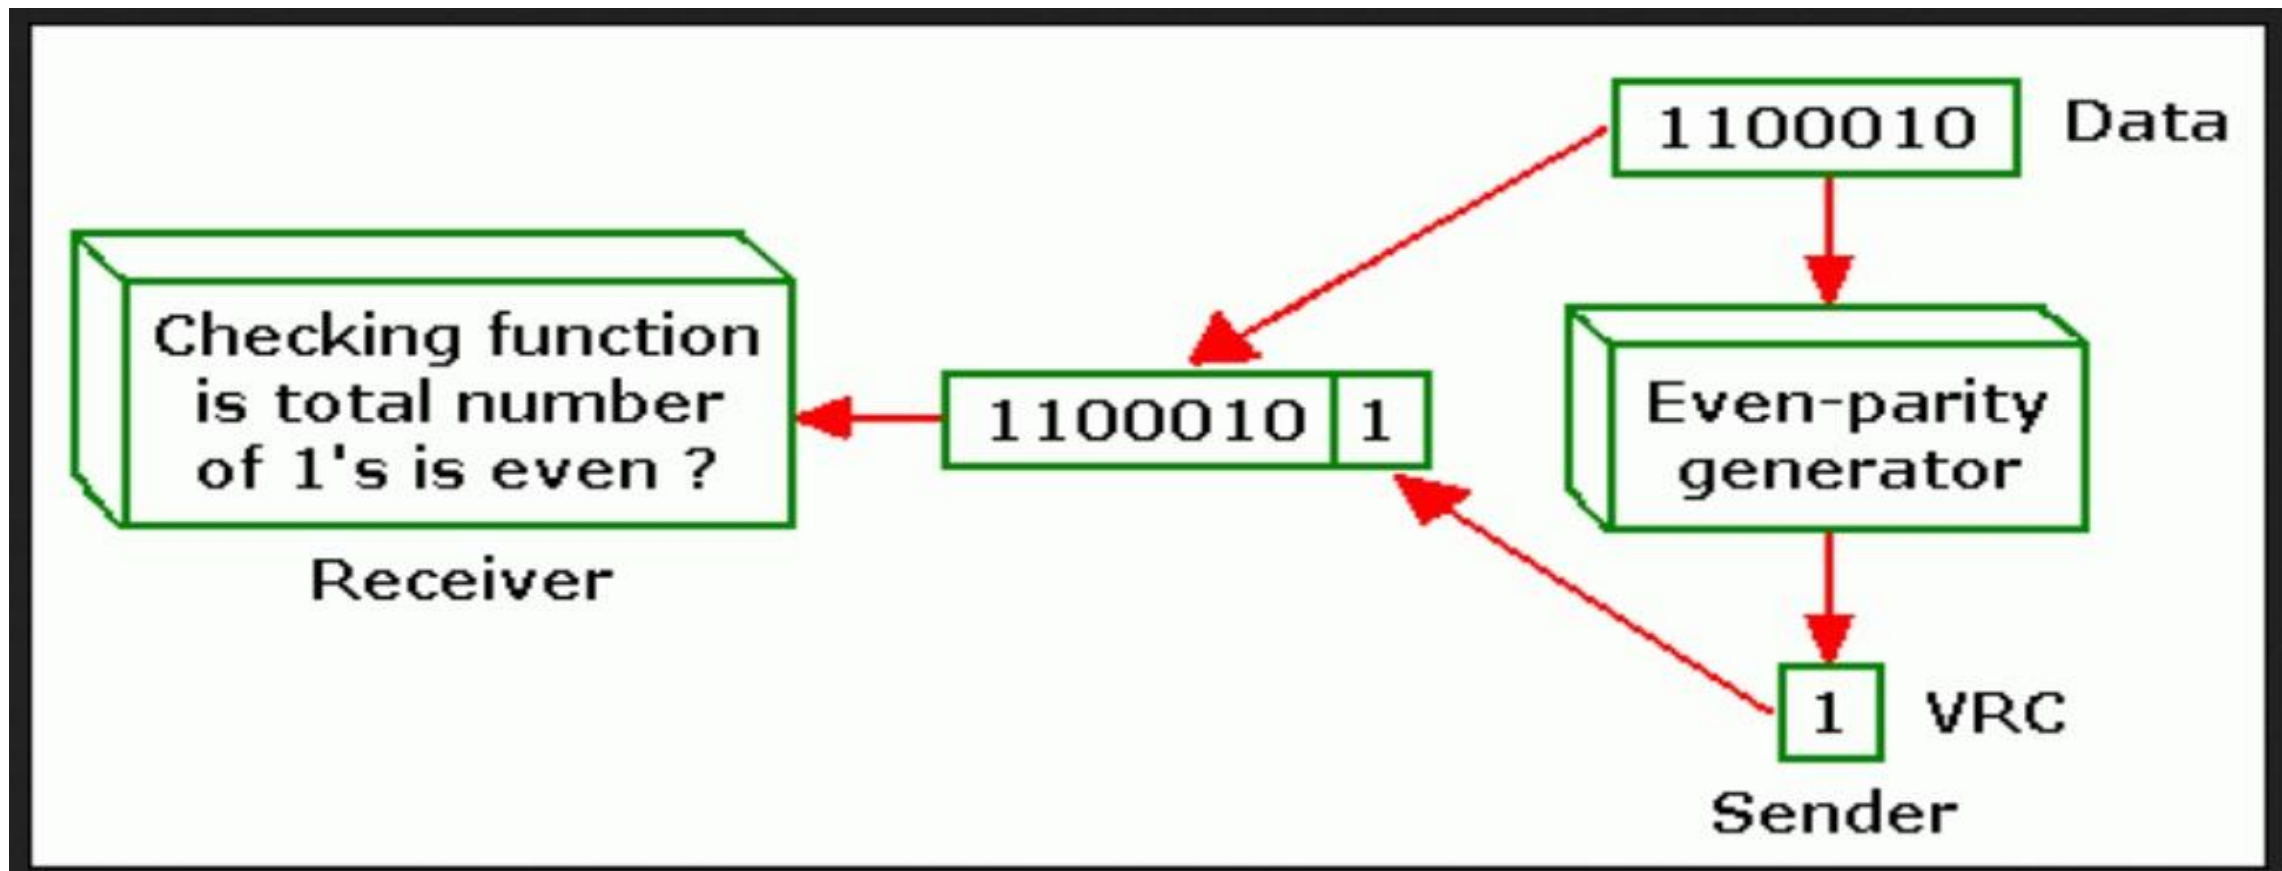 1100010
Data
Checking function
is total number
of 1's is even ?
Receiver
1100010 1
Even-parity
generator
1
VRC
Sender